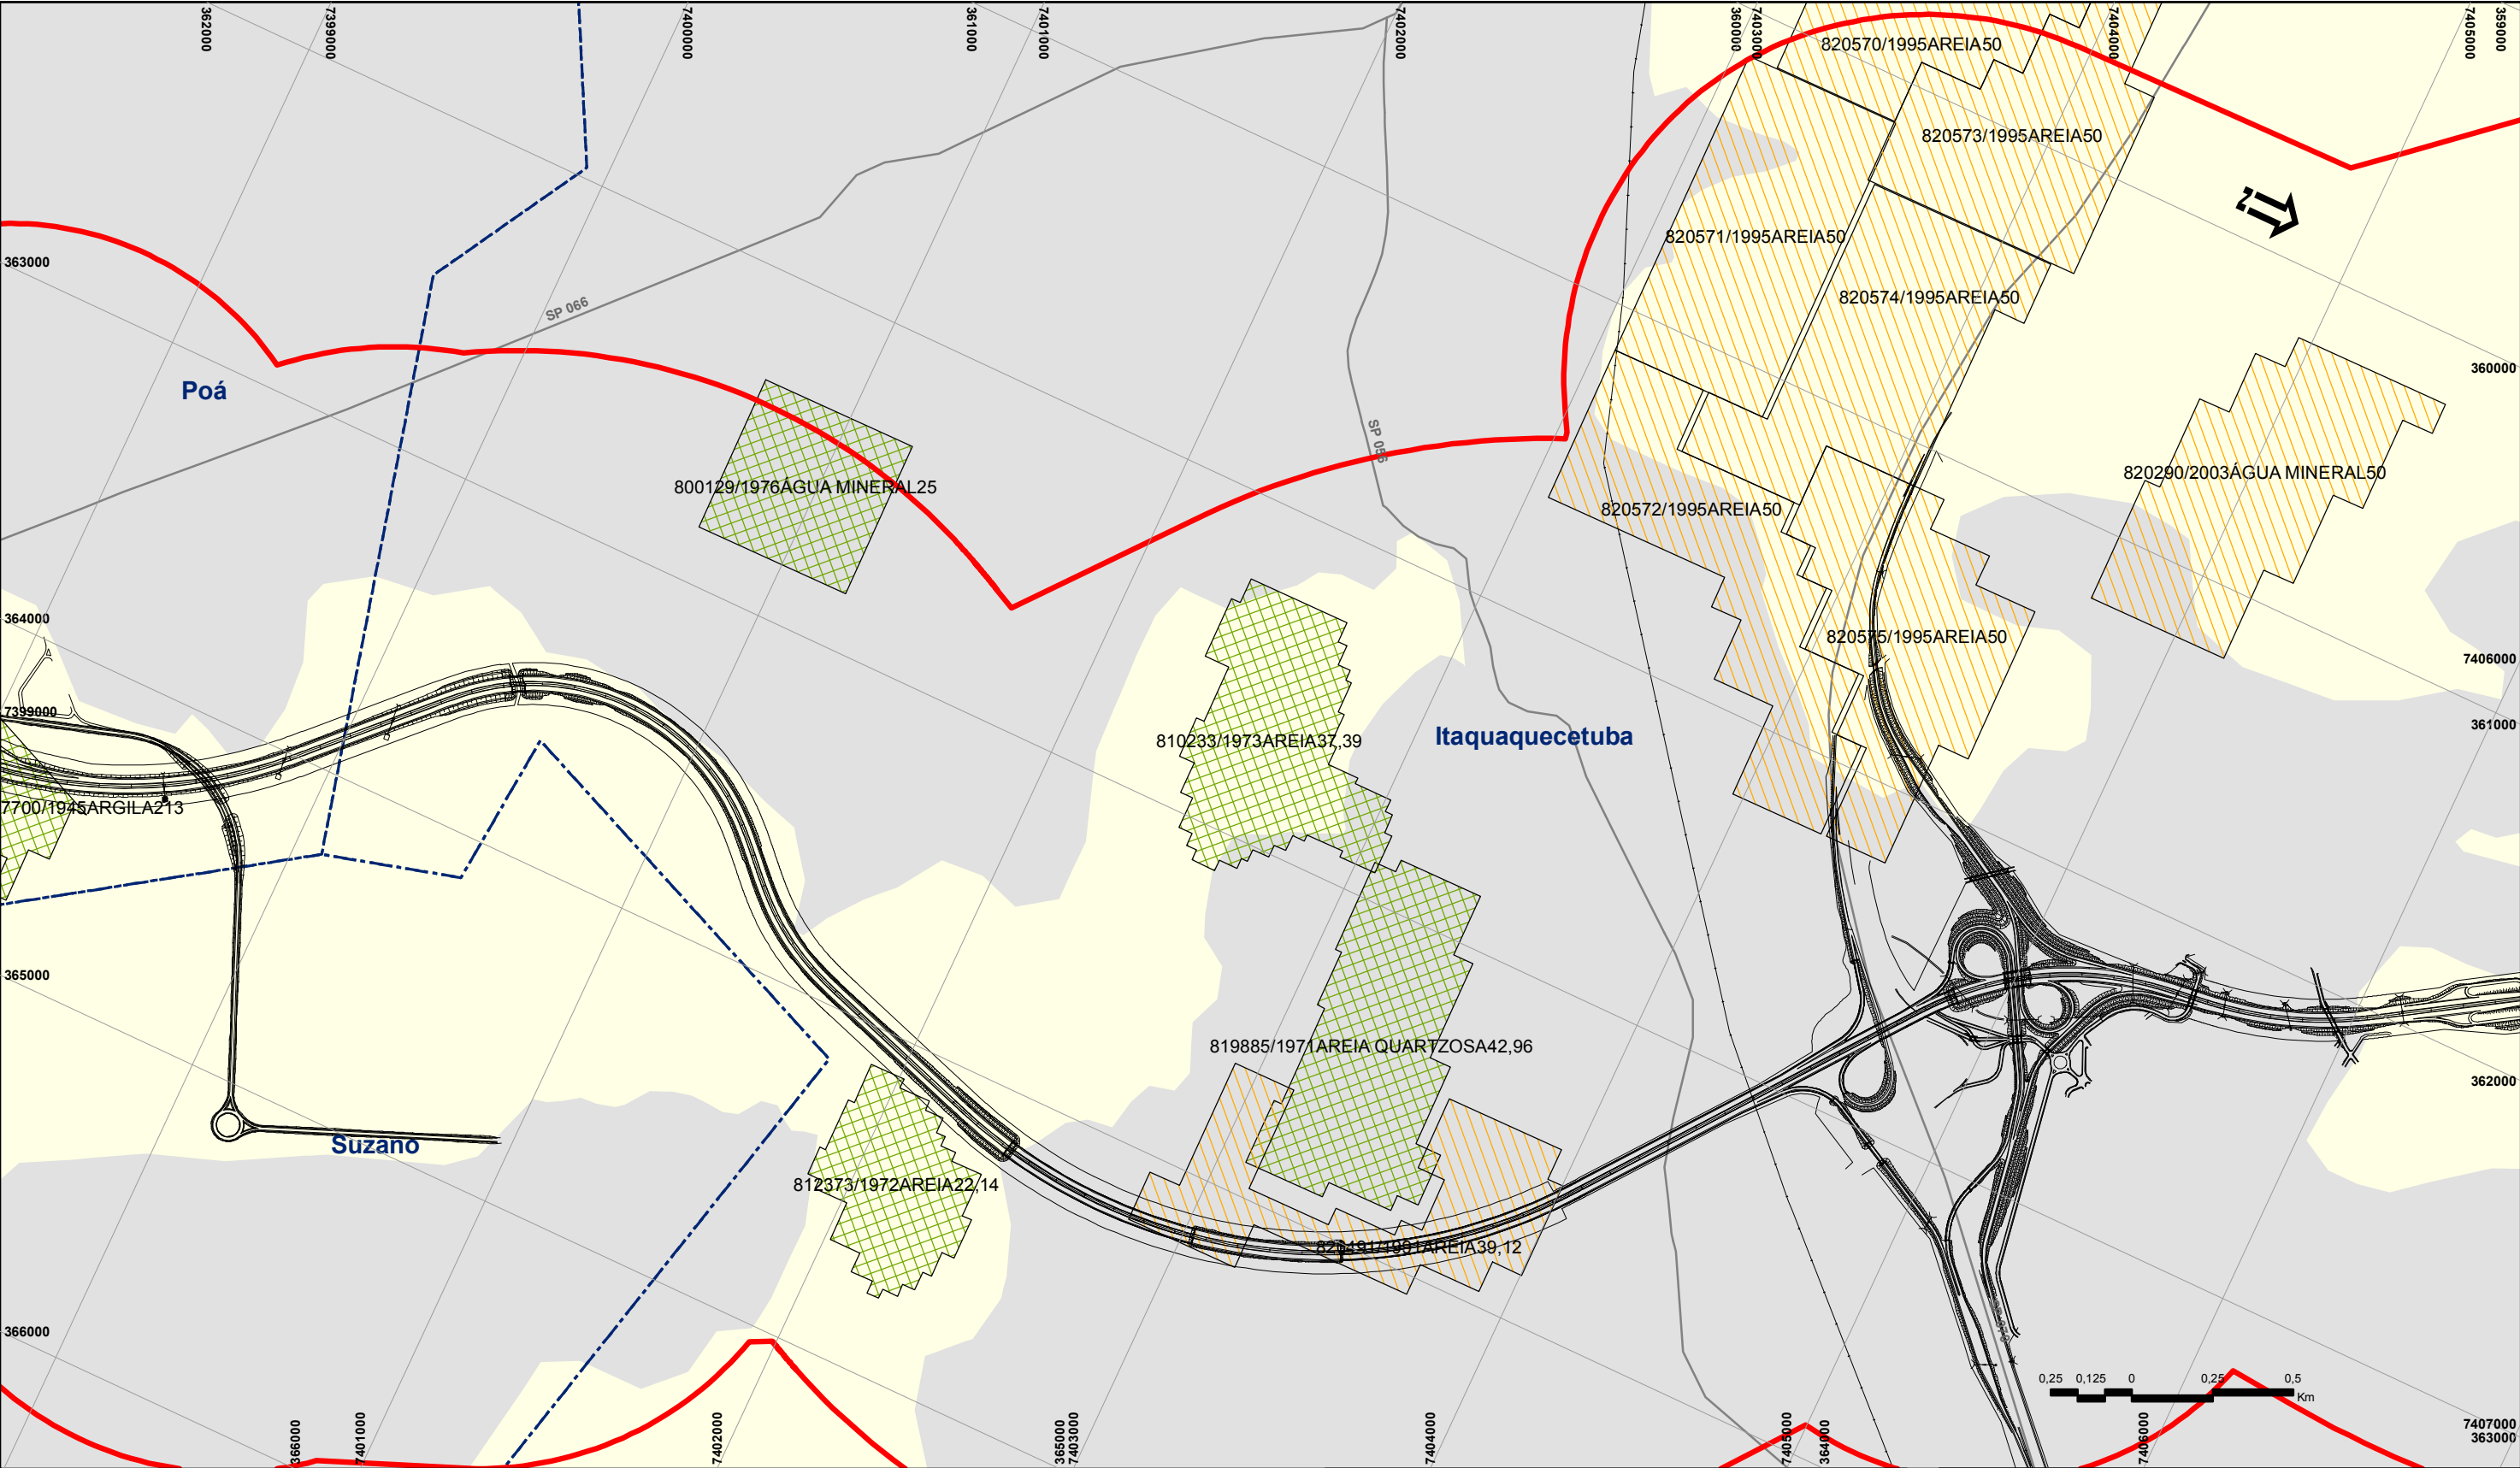 362000
7399000
7400000
361000
7401000
7402000
360000
7403000
7404000
7405000
359000
820570/1995AREIA50
820573/1995AREIA50
N
820571/1995AREIA50
363000
820574/1995AREIA50
SP 066
360000
Poá
SP 056
820290/2003ÁGUA MINERAL50
800129/1976ÁGUA MINERAL25
820572/1995AREIA50
364000
820575/1995AREIA50
7406000
7399000
361000
810233/1973AREIA37,39
Itaquaquecetuba
7700/1945ARGILA213
365000
819885/1971AREIA QUARTZOSA42,96
362000
Suzano
812373/1972AREIA22,14
366000
0,25 0,125 0 0,25 0,5
Km
366000
7401000
7402000
365000
7403000
7404000
7405000
364000
7406000
7407000
363000